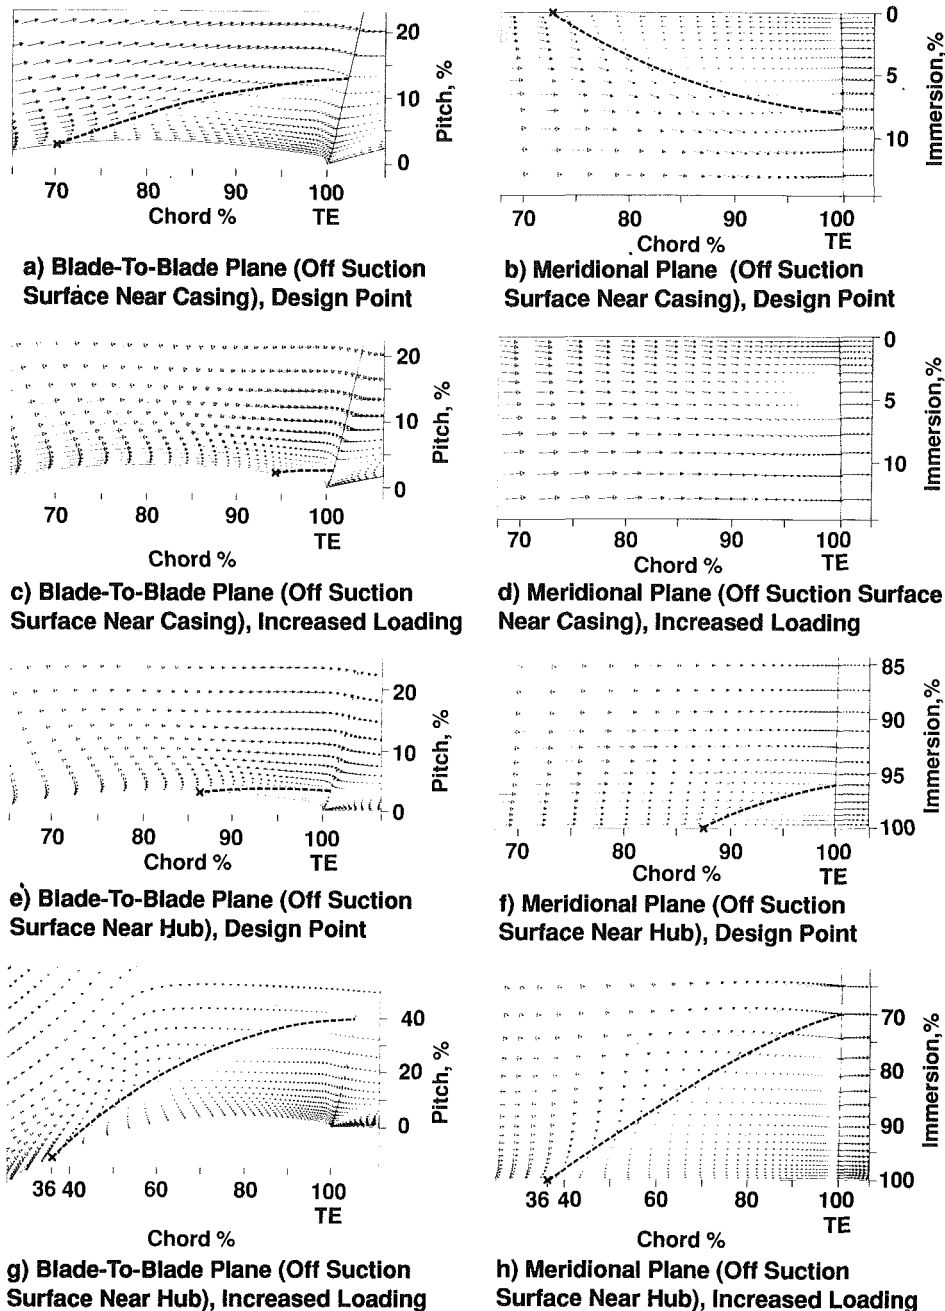 20
10
0
Pitch, %
70 80 90 100
Chord % TE
0
5
10
Immersion,%
70 80 90 100
Chord % TE
a) Blade-To-Blade Plane (Off Suction
Surface Near Casing), Design Point
b) Meridional Plane (Off Suction
Surface Near Casing), Design Point
20
10
0
Pitch, %
70 80 90 100
TE
Chord %
0
5
10
Immersion,%
70 80 90 100
Chord % TE
c) Blade-To-Blade Plane (Off Suction
Surface Near Casing), Increased Loading
d) Meridional Plane (Off Suction Surface
Near Casing), Increased Loading
20
10
0
Pitch, %
70 80 90 100
Chord % TE
85
90
95
100
Immersion,%
70 80 90 100
Chord % TE
e) Blade-To-Blade Plane (Off Suction
Surface Near Hub), Design Point
f) Meridional Plane (Off Suction
Surface Near Hub), Design Point
40
20
0
Pitch, %
36 40 60 80 100
TE
Chord %
70
80
90
100
Immersion,%
36 40 60 80 100
TE
Chord %
g) Blade-To-Blade Plane (Off Suction
Surface Near Hub), Increased Loading
h) Meridional Plane (Off Suction
Surface Near Hub), Increased Loading